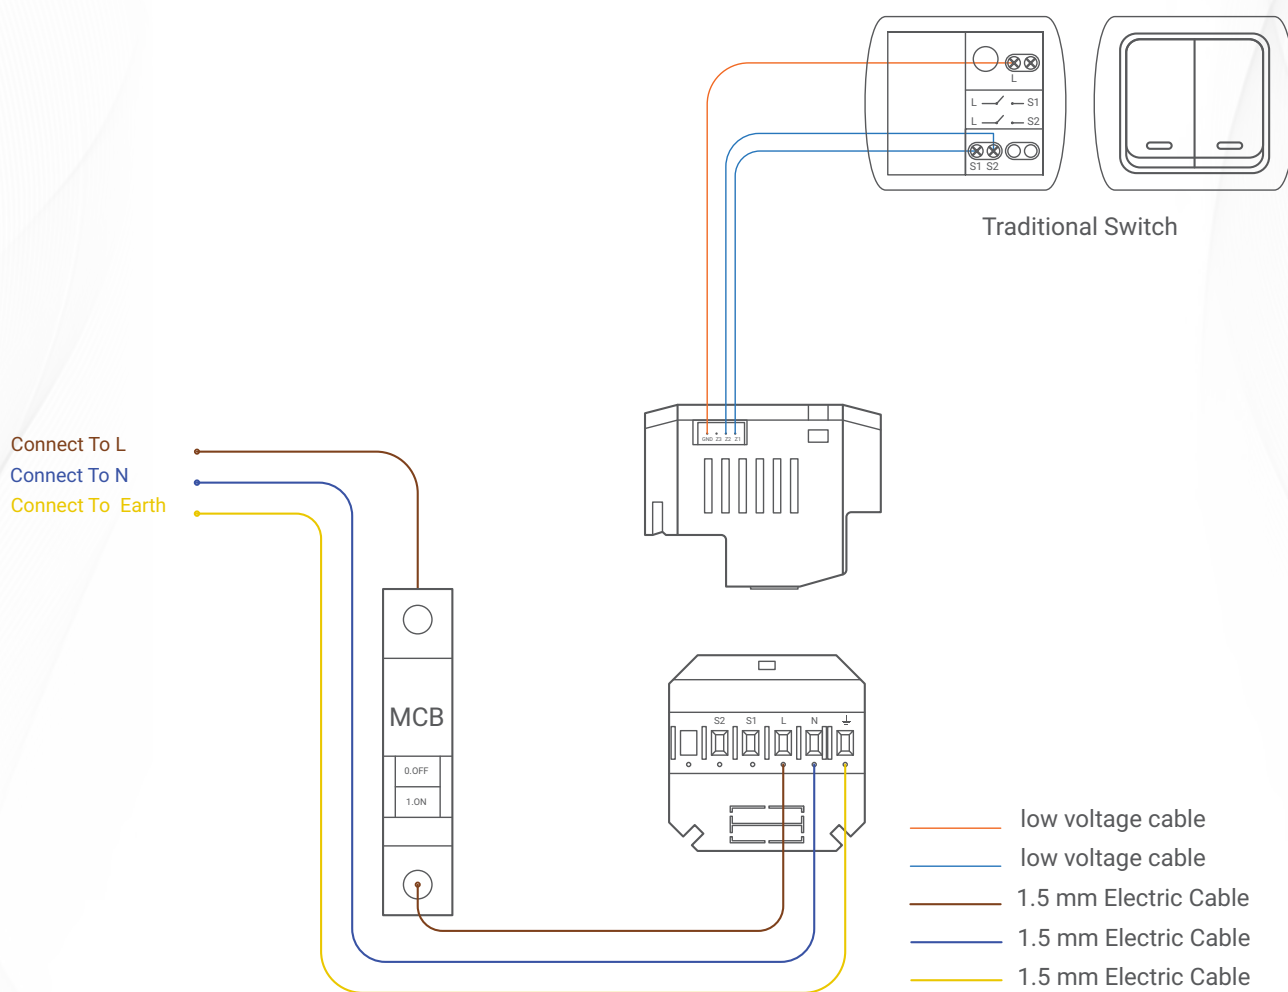 L
L S1
L S2
S1 S2
Traditional Switch
GND Z3 Z2 Z1
Connect To L
Connect To N
Connect To Earth
MCB
0.OFF
1.ON
S2 S1 L N
low voltage cable
low voltage cable
1.5 mm Electric Cable
1.5 mm Electric Cable
1.5 mm Electric Cable